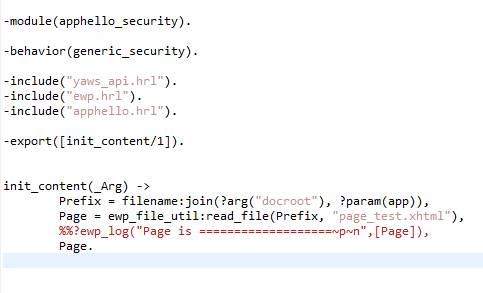 -module(apphello_security).
-behavior(generic_security).
-include("yaws_api.hrl").
-include("ewp.hrl").
-include("apphello.hrl").
-export([init_content/1]).
init_content(_Arg) ->
Prefix = filename:join(?arg("docroot"), ?param(app)),
Page = ewp_file_util:read_file(Prefix, "page_test.xhtml"),
%%?ewp_log("Page is ===================~p~n",[Page]),
Page.